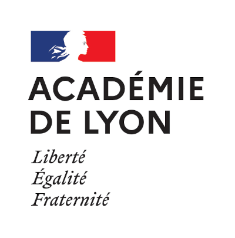 ACADÉMIE
DE LYON
Liberté
Égalité
Fraternité